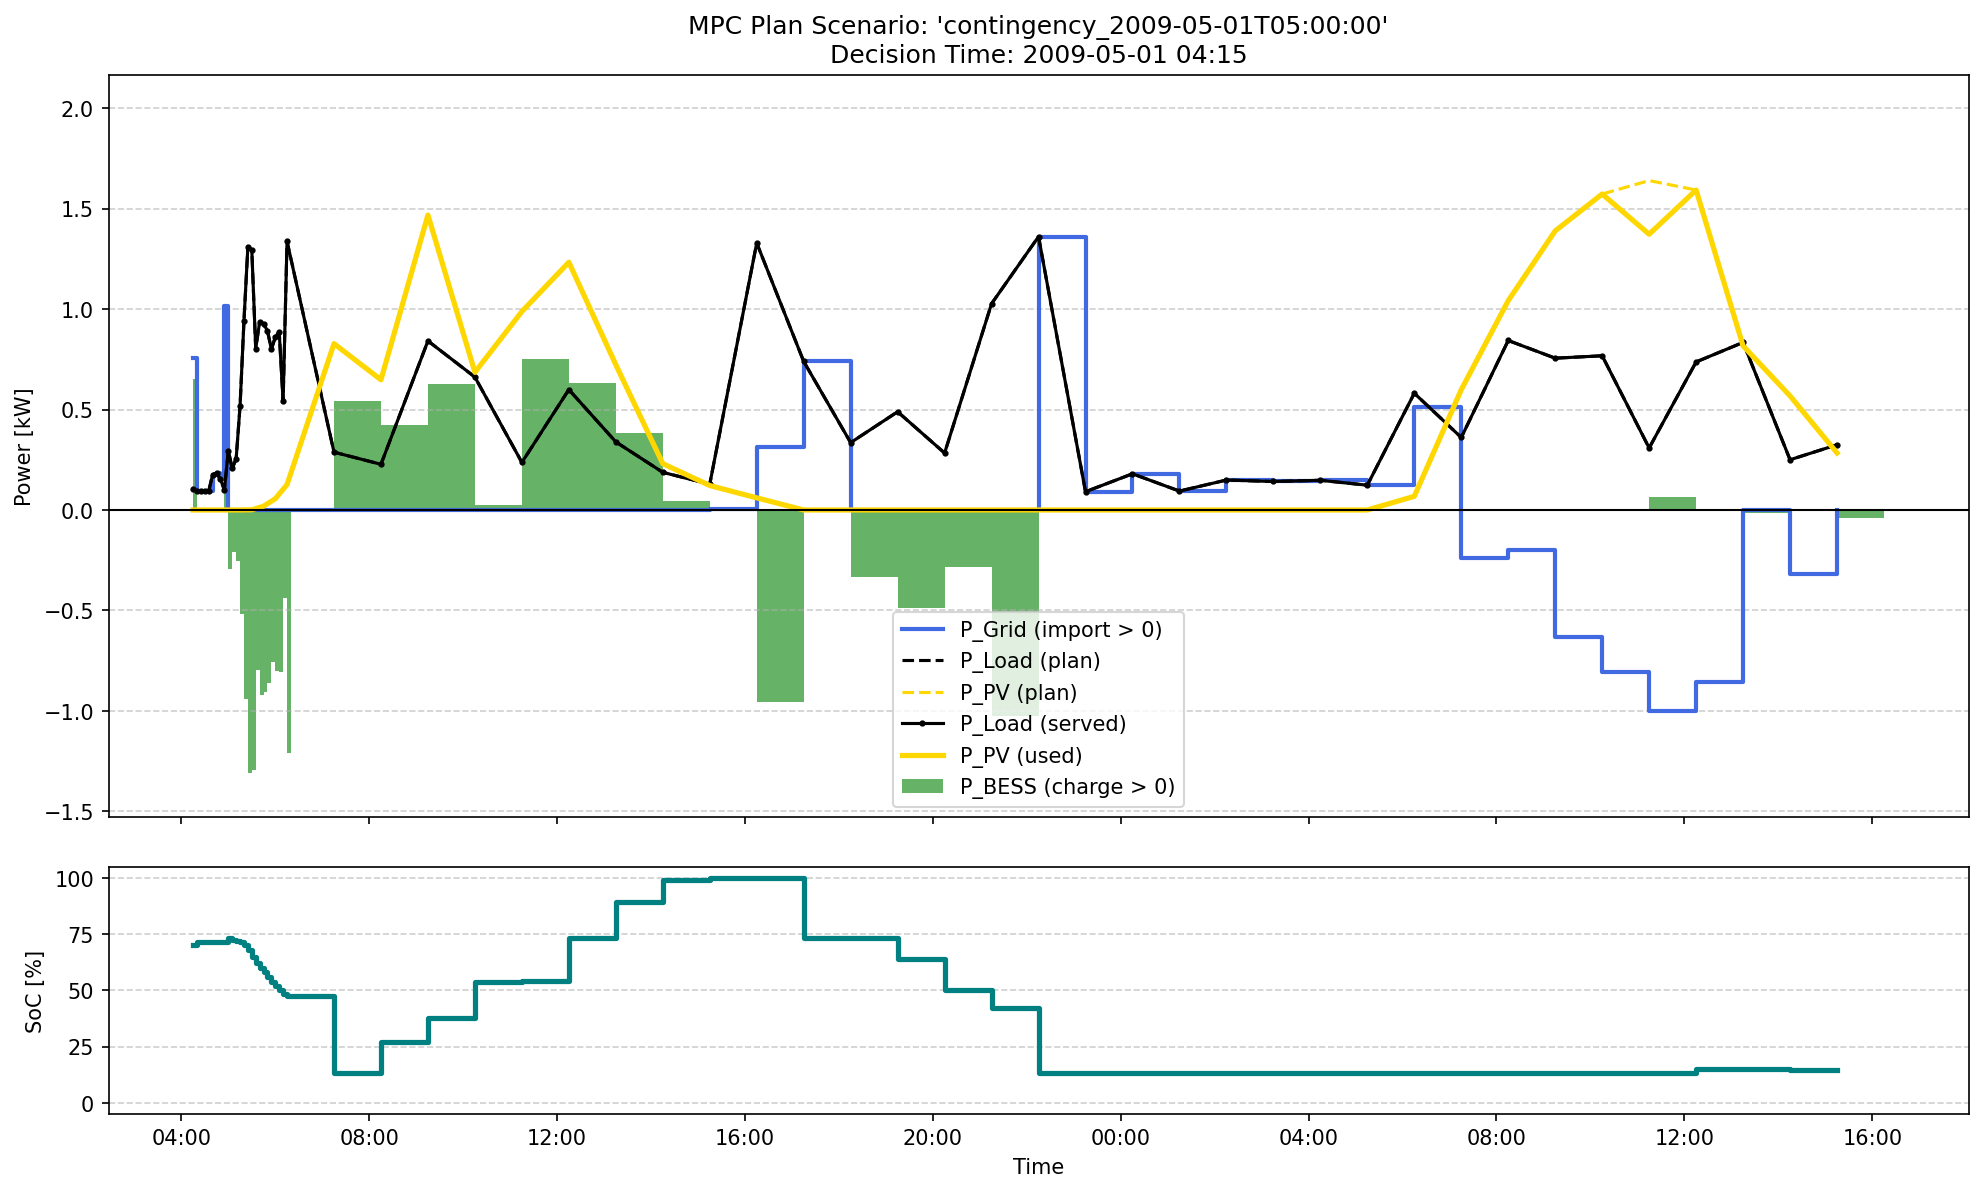 MPC Plan Scenario: 'contingency_2009-05-01T05:00:00'
Decision Time: 2009-05-01 04:15
2.0
1.5
1.0
0.5
0.0
−0.5
−1.0
−1.5
Power [kW]
P_Grid (import > 0)
P_Load (plan)
P_PV (plan)
P_Load (served)
P_PV (used)
P_BESS (charge > 0)
100
75
50
25
0
SoC [%]
04:00 08:00 12:00 16:00 20:00 00:00 04:00 08:00 12:00 16:00
Time